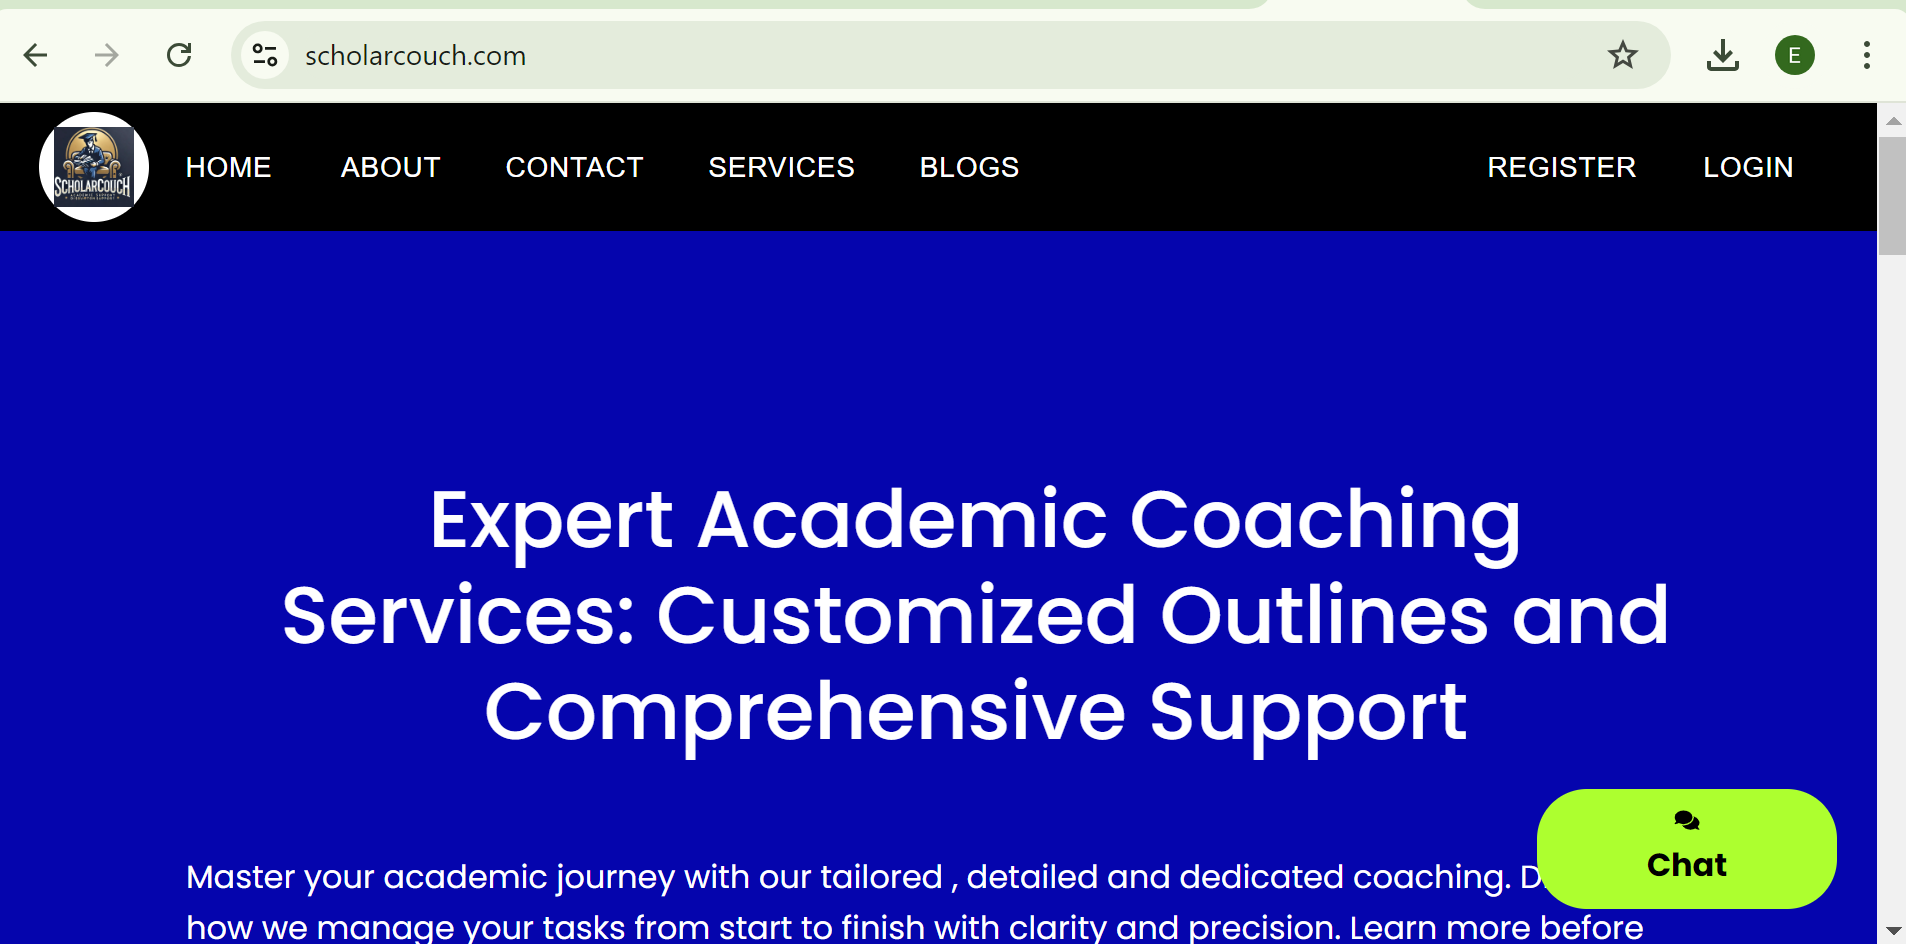 scholarcouch.com
E
SCHOLARCOUCH
HOME
ABOUT
CONTACT
SERVICES
BLOGS
REGISTER
LOGIN
Expert Academic Coaching
Services: Customized Outlines and
Comprehensive Support
Master your academic journey with our tailored , detailed and dedicated coaching.
how we manage your tasks from start to finish with clarity and precision. Learn more before
Chat